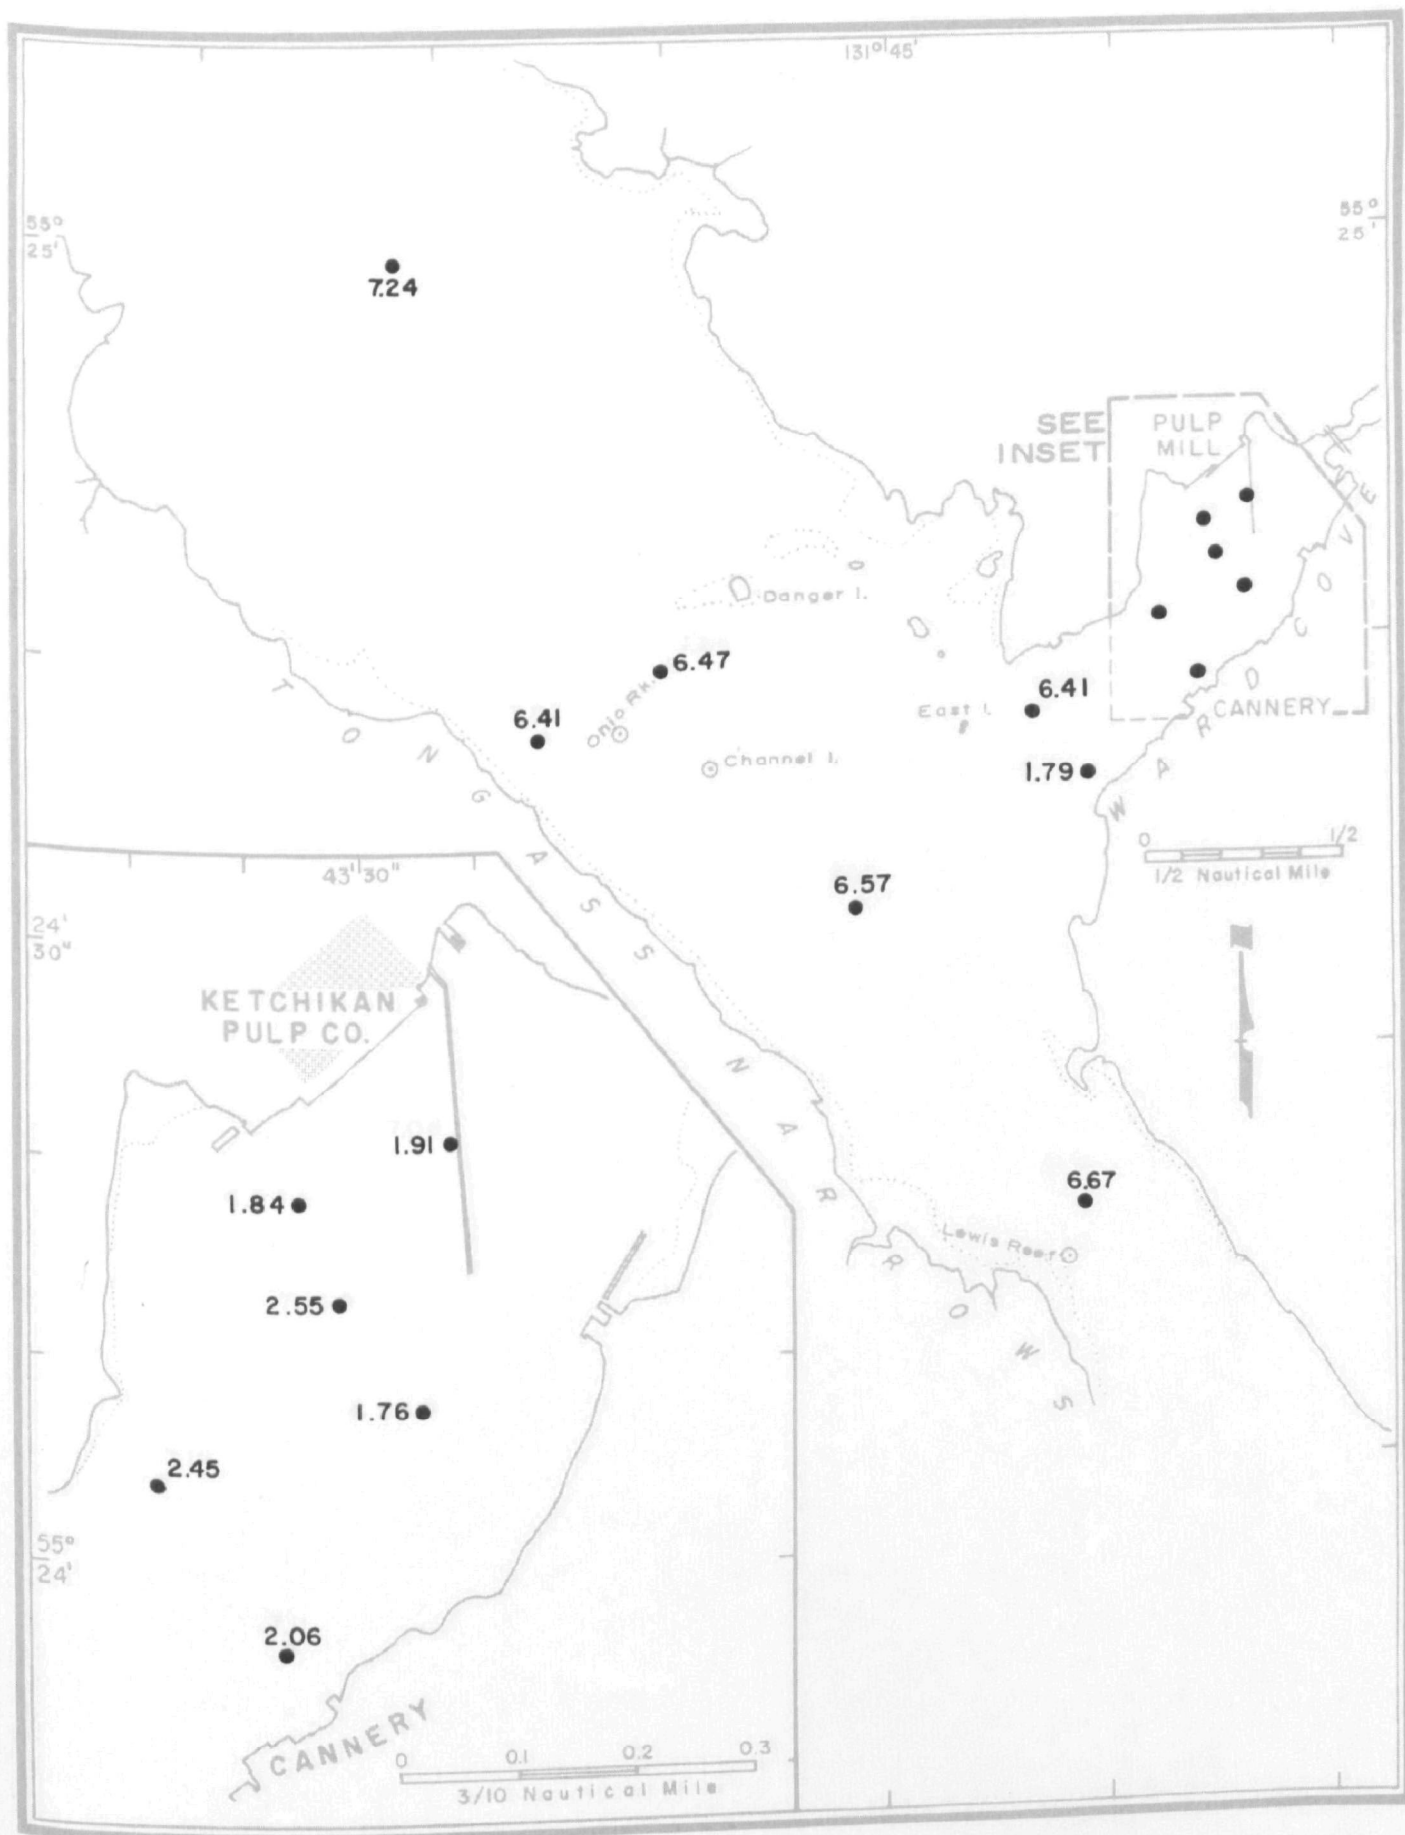 131° 45'
55°
25'
55°
25'
7.24
SEE
INSET
PULP
MILL
Danger I.
6.47
Ohio Rk.
6.41
6.41
East I.
Channel I.
1.79
CANNERY
WARD COVE
0 1/2
1/2 Nautical Mile
6.57
TONGASS NARROWS
6.67
Lewis Reef
43' 30"
24'
30"
KETCHIKAN
PULP CO.
1.91
1.84
2.55
1.76
2.45
55°
24'
2.06
CANNERY
0 0.1 0.2 0.3
3/10 Nautical Mile